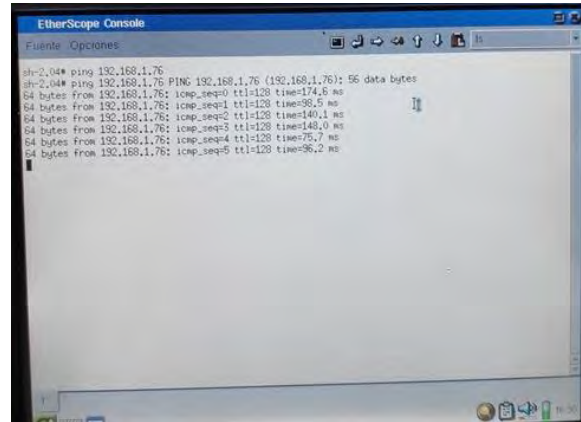 EtherScope Console
Fuente Opciones
ls
sh-2.04# ping 192.168.1.76
sh-2.04# ping 192.168.1.76 PING 192.168.1.76 (192.168.1.76): 56 data bytes
64 bytes from 192.168.1.76: icmp_seq=0 ttl=128 time=174.6 ms
64 bytes from 192.168.1.76: icmp_seq=1 ttl=128 time=98.5 ms
64 bytes from 192.168.1.76: icmp_seq=2 ttl=128 time=140.1 ms
64 bytes from 192.168.1.76: icmp_seq=3 ttl=128 time=148.0 ms
64 bytes from 192.168.1.76: icmp_seq=4 ttl=128 time=75.7 ms
64 bytes from 192.168.1.76: icmp_seq=5 ttl=128 time=96.2 ms
1